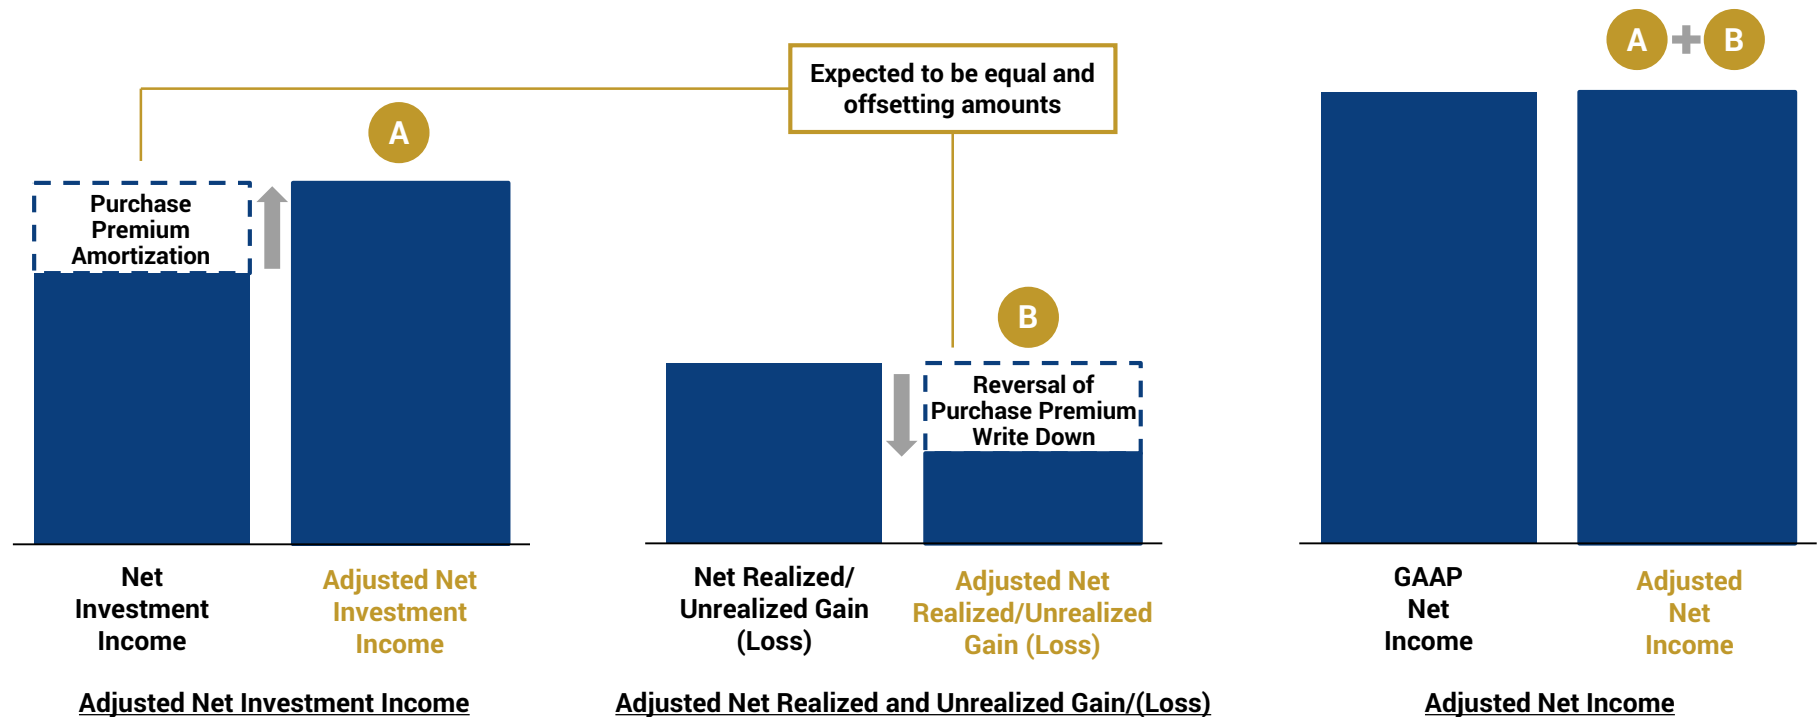 A
B
Expected to be equal and
offsetting amounts
A
Purchase
Premium
Amortization
B
Reversal of
Purchase Premium
Write Down
Net
Investment
Income
Adjusted Net
Investment
Income
Net Realized/
Unrealized Gain
(Loss)
Adjusted Net
Realized/Unrealized
Gain (Loss)
GAAP
Net
Income
Adjusted
Net
Income
Adjusted Net Investment Income
Adjusted Net Realized and Unrealized Gain/(Loss)
Adjusted Net Income